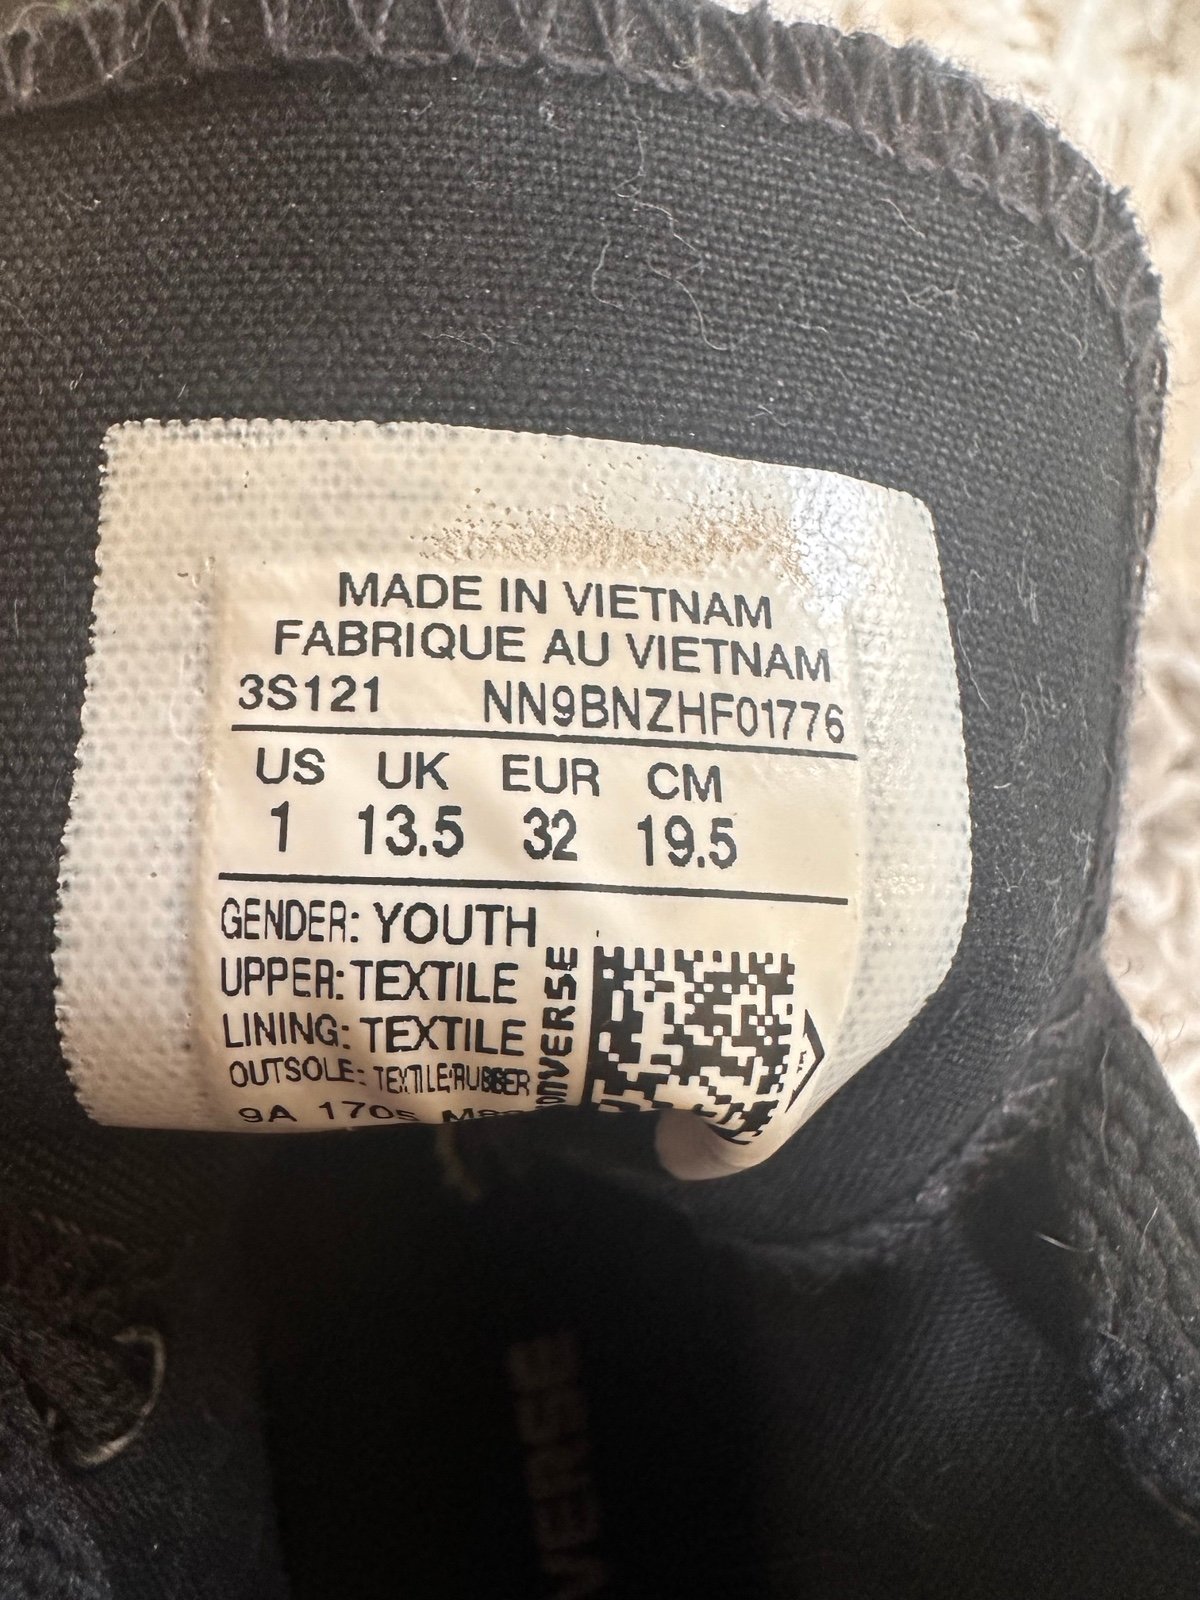 MADE IN VIETNAM
FABRIQUE AU VIETNAM
3S121 NN9BNZHF01776
US UK EUR CM
1 13.5 32 19.5
GENDER: YOUTH
UPPER: TEXTILE
LINING: TEXTILE
OUTSOLE: TEXTILE/RUBBER
9A
CONVERSE